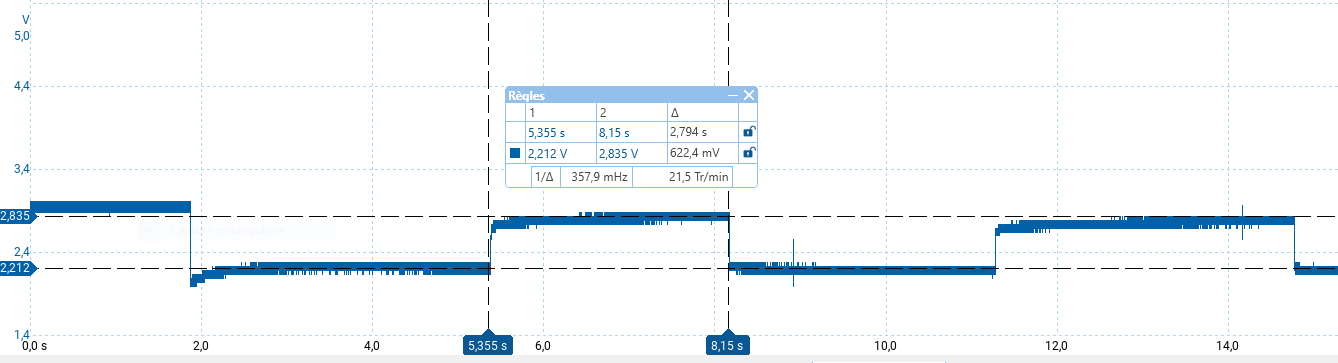 V
5,0
4,4
3,4
2,835
2,4
2,212
1,4
Règles
1 2 Δ
5,355 s 8,15 s 2,794 s
2,212 V 2,835 V 622,4 mV
1/Δ 357,9 mHz 21,5 Tr/min
0,0 s 2,0 4,0 5,355 s 6,0 8,15 s 10,0 12,0 14,0